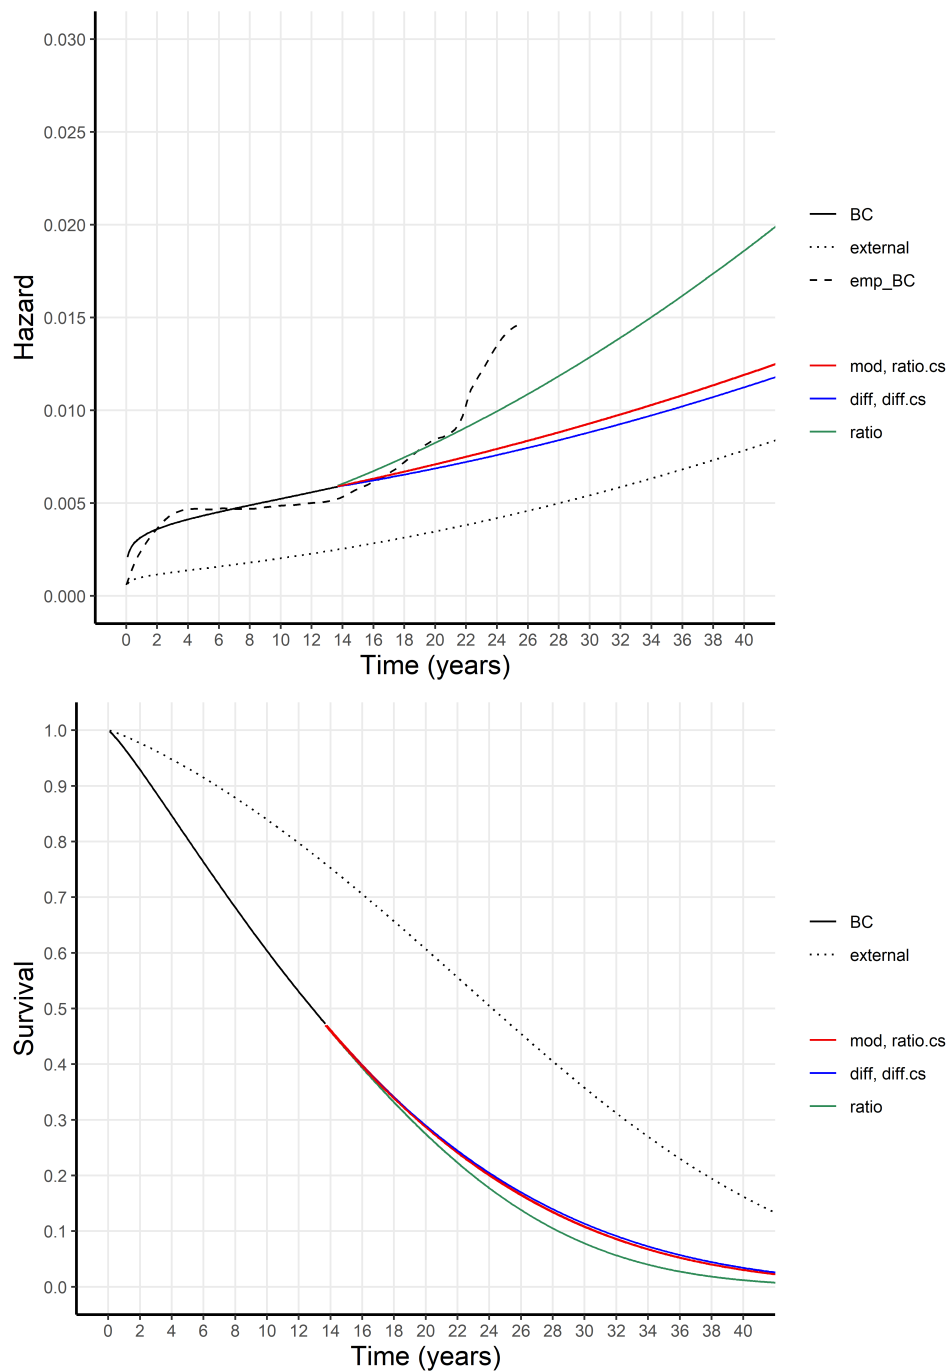 Hazard
0.030
0.025
0.020
0.015
0.010
0.005
0.000
0 2 4 6 8 10 12 14 16 18 20 22 24 26 28 30 32 34 36 38 40
Time (years)
BC
external
emp_BC
mod, ratio.cs
diff, diff.cs
ratio
Survival
1.0
0.9
0.8
0.7
0.6
0.5
0.4
0.3
0.2
0.1
0.0
0 2 4 6 8 10 12 14 16 18 20 22 24 26 28 30 32 34 36 38 40
Time (years)
BC
external
mod, ratio.cs
diff, diff.cs
ratio